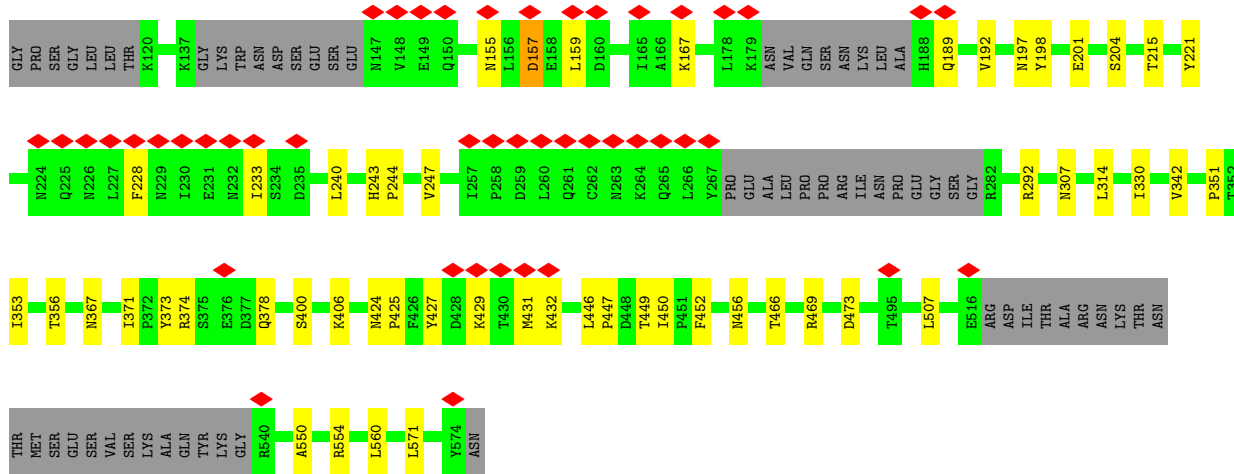 GLY PRO SER GLY LEU LEU THR K120 K137 GLY LYS TRP ASN ASP SER GLU SER GLU N147 V148 E149 Q150 N155 L156 D157 E158 L159 D160 I165 A166 K167 L178 K179 ASN VAL GLN SER ASN LYS LEU ALA H188 Q189 V192 N197 Y198 E201 S204 T215 Y221
N224 Q225 N226 L227 F228 N229 I230 E231 N232 I233 S234 D235 L240 H243 P244 V247 I257 P258 D259 L260 Q261 C262 N263 K264 Q265 L266 Y267 PRO GLU ALA LEU PRO PRO ARG ILE ASN PRO GLU GLY SER GLY R282 R292 N307 L314 I330 V342 P351 T352
I353 T356 N367 I371 P372 Y373 R374 S375 E376 D377 Q378 S400 K406 N424 P425 F426 Y427 D428 K429 T430 M431 K432 L446 P447 D448 T449 I450 P451 F452 N456 T466 R469 D473 T495 L507 E516 ARG ASP ILE THR ALA ARG ASN LYS THR ASN
THR MET SER GLU SER VAL SER LYS ALA GLN TYR LYS GLY R540 A550 R554 L560 L571 Y574 ASN